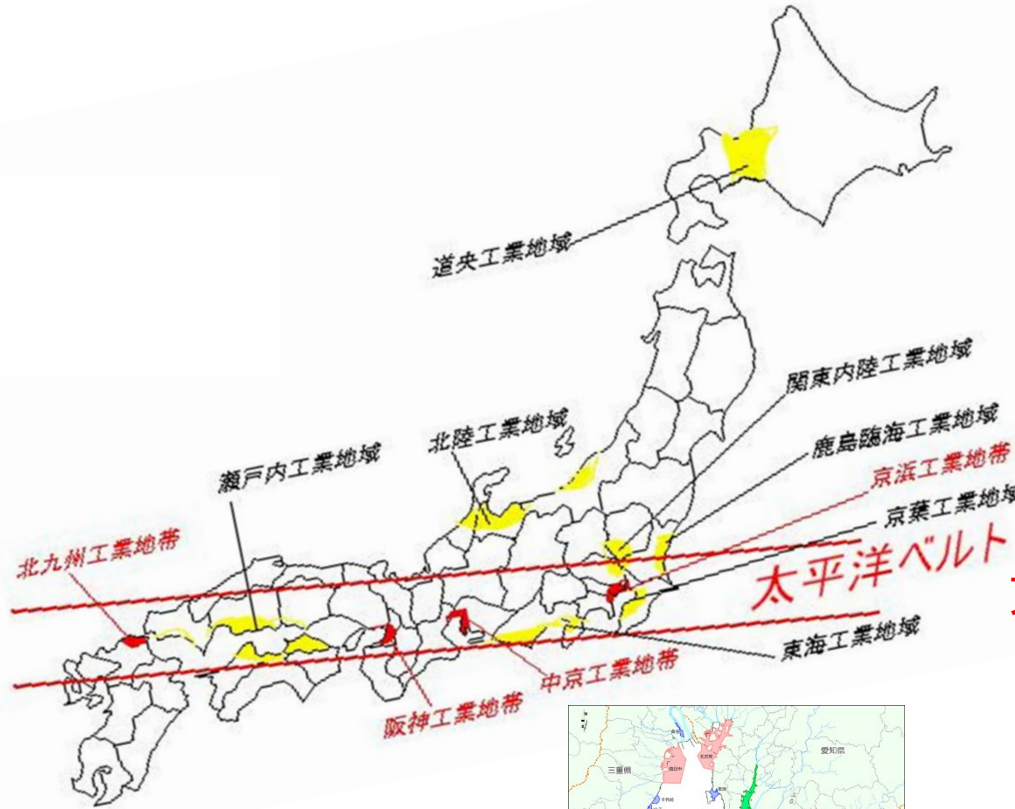 道央工業地域
関東内陸工業地域
北陸工業地域
鹿島臨海工業地域
瀬戸内工業地域
京浜工業地帯
京葉工業地域
北九州工業地帯
太平洋ベルト
東海工業地域
中京工業地帯
阪神工業地帯
愛知県
三重県